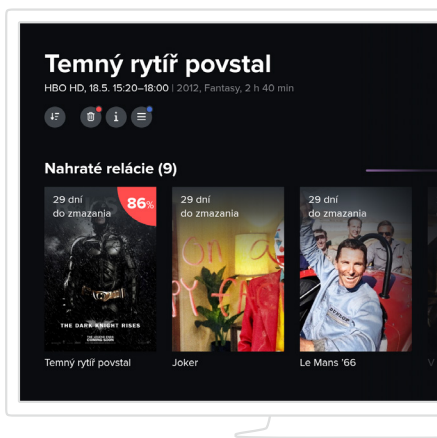 Temný rytíř povstal
HBO HD, 18.5. 15:20–18:00 | 2012, Fantasy, 2 h 40 min
Nahraté relácie (9)
29 dní
do zmazania
86%
THE DARK KNIGHT RISES
Temný rytíř povstal
29 dní
do zmazania
On a
Joker
29 dní
do zmazania
DUNLOP
Le Mans '66
V